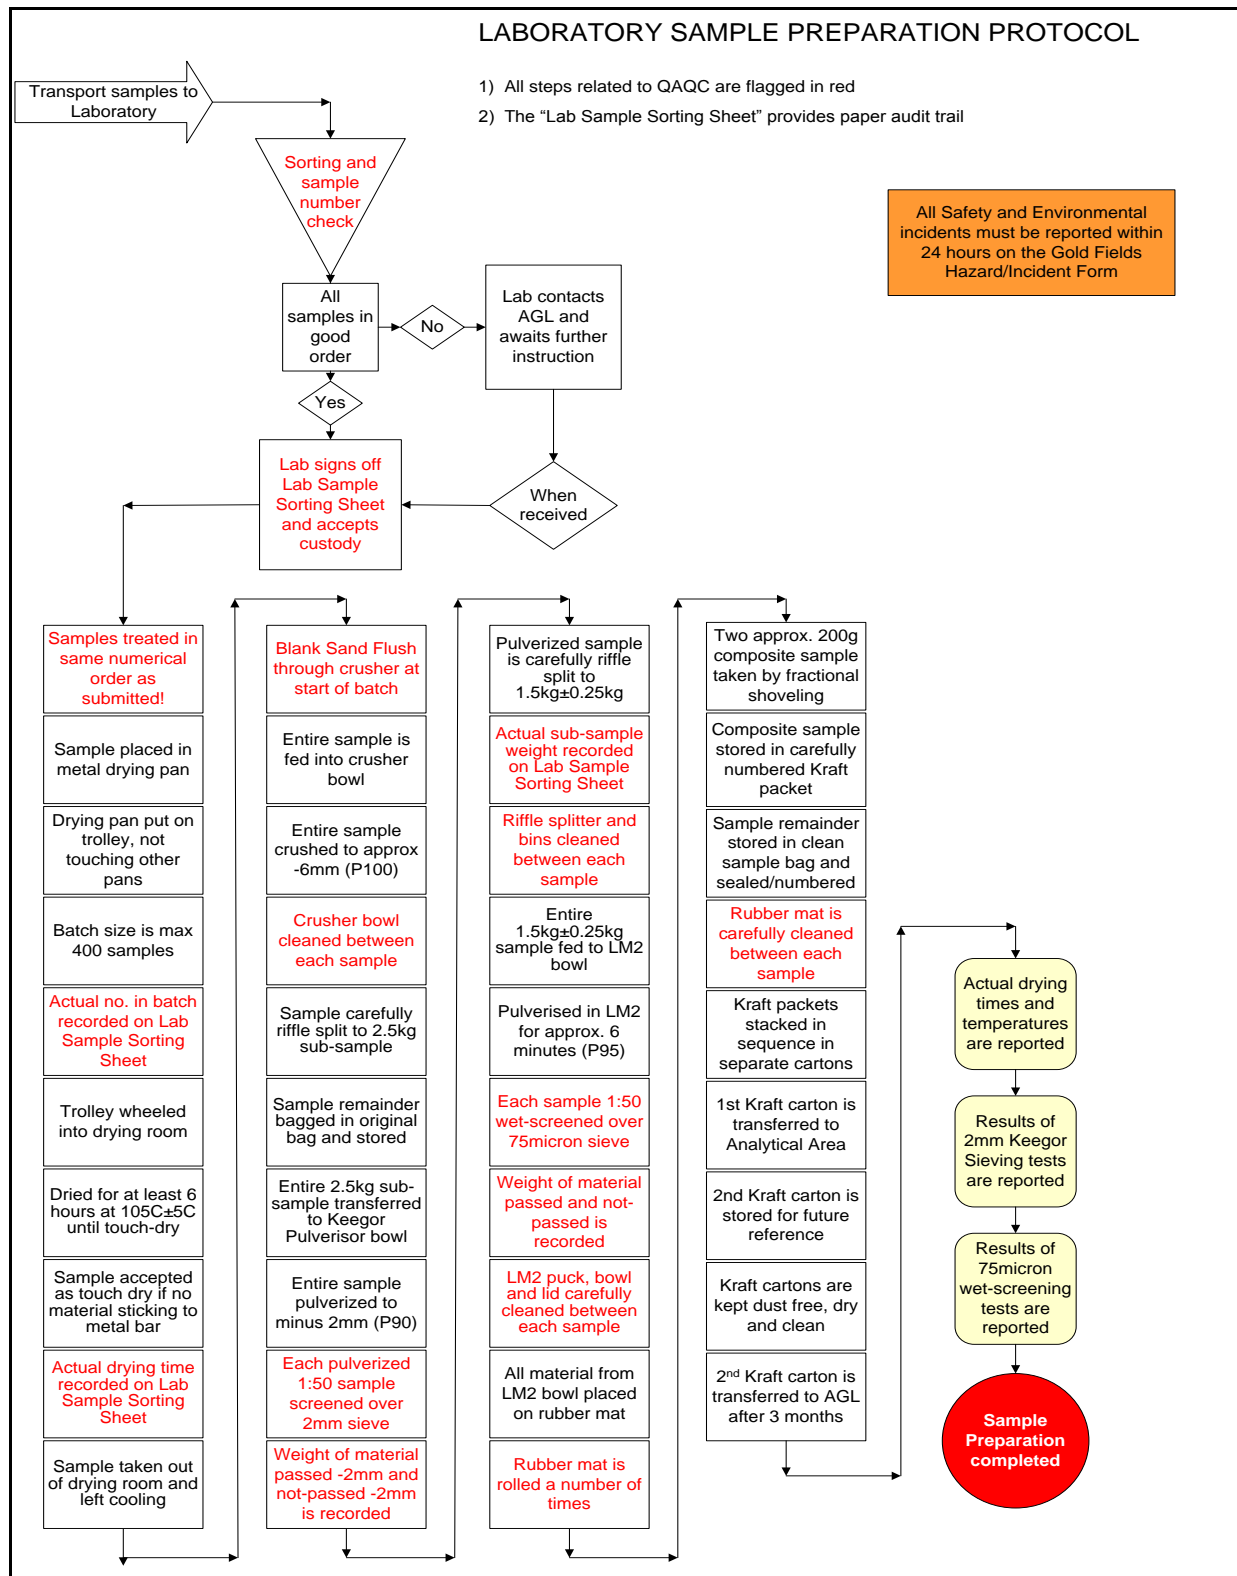 LABORATORY SAMPLE PREPARATION PROTOCOL
1) All steps related to QAQC are flagged in red
2) The “Lab Sample Sorting Sheet” provides paper audit trail
Transport samples to
Laboratory
Sorting and
sample
number
check
All Safety and Environmental
incidents must be reported within
24 hours on the Gold Fields
Hazard/Incident Form
All
samples in
good
order
No
Lab contacts
AGL and
awaits further
instruction
Yes
Lab signs off
Lab Sample
Sorting Sheet
and accepts
custody
When
received
Samples treated in
same numerical
order as
submitted!
Sample placed in
metal drying pan
Drying pan put on
trolley, not
touching other
pans
Batch size is max
400 samples
Actual no. in batch
recorded on Lab
Sample Sorting
Sheet
Trolley wheeled
into drying room
Dried for at least 6
hours at 105C±5C
until touch-dry
Sample accepted
as touch dry if no
material sticking to
metal bar
Actual drying time
recorded on Lab
Sample Sorting
Sheet
Sample taken out
of drying room and
left cooling
Blank Sand Flush
through crusher at
start of batch
Entire sample is
fed into crusher
bowl
Entire sample
crushed to approx
-6mm (P100)
Crusher bowl
cleaned between
each sample
Sample carefully
riffle split to 2.5kg
sub-sample
Sample remainder
bagged in original
bag and stored
Entire 2.5kg sub-
sample transferred
to Keegor
Pulverisor bowl
Entire sample
pulverized to
minus 2mm (P90)
Each pulverized
1:50 sample
screened over
2mm sieve
Weight of material
passed -2mm and
not-passed -2mm
is recorded
Pulverized sample
is carefully riffle
split to
1.5kg±0.25kg
Actual sub-sample
weight recorded
on Lab Sample
Sorting Sheet
Riffle splitter and
bins cleaned
between each
sample
Entire
1.5kg±0.25kg
sample fed to LM2
bowl
Pulverised in LM2
for approx. 6
minutes (P95)
Each sample 1:50
wet-screened over
75micron sieve
Weight of material
passed and not-
passed is
recorded
LM2 puck, bowl
and lid carefully
cleaned between
each sample
All material from
LM2 bowl placed
on rubber mat
Rubber mat is
rolled a number of
times
Two approx. 200g
composite sample
taken by fractional
shoveling
Composite sample
stored in carefully
numbered Kraft
packet
Sample remainder
stored in clean
sample bag and
sealed/numbered
Rubber mat is
carefully cleaned
between each
sample
Kraft packets
stacked in
sequence in
separate cartons
1st Kraft carton is
transferred to
Analytical Area
2nd Kraft carton is
stored for future
reference
Kraft cartons are
kept dust free, dry
and clean
2nd Kraft carton is
transferred to AGL
after 3 months
Actual drying
times and
temperatures
are reported
Results of
2mm Keegor
Sieving tests
are reported
Results of
75micron
wet-screening
tests are
reported
Sample
Preparation
completed